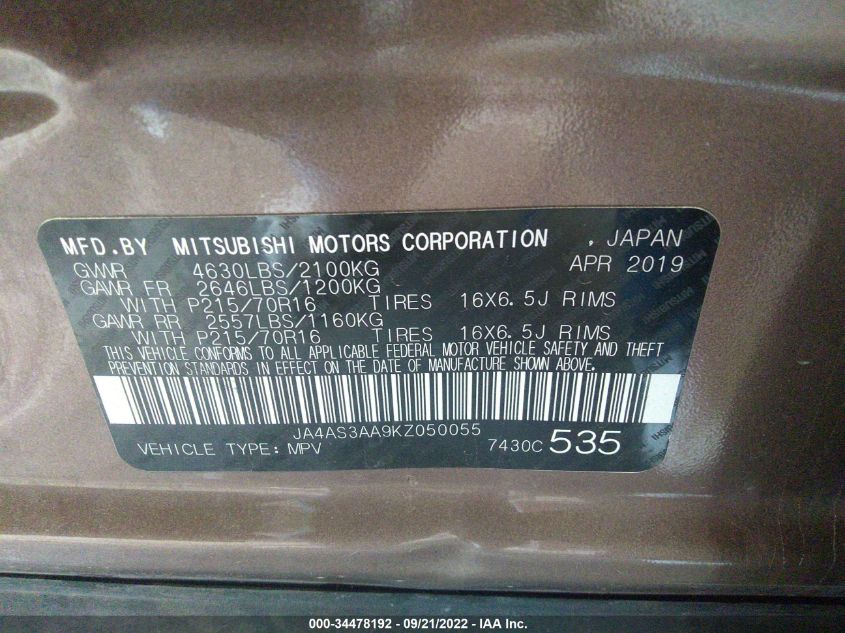 MFD.BY MITSUBISHI MOTORS CORPORATION , JAPAN
GVWR 4630LBS/2100KG APR 2019
GAWR FR 2646LBS/1200KG
WITH P215/70R16 TIRES 16X6.5J RIMS
GAWR RR 2557LBS/1160KG
WITH P215/70R16 TIRES 16X6.5J RIMS
THIS VEHICLE CONFORMS TO ALL APPLICABLE FEDERAL MOTOR VEHICLE SAFETY AND THEFT
PREVENTION STANDARDS IN EFFECT ON THE DATE OF MANUFACTURE SHOWN ABOVE.
JA4AS3AA9KZ050055
VEHICLE TYPE: MPV 7430C 535
000-34478192 - 09/21/2022 - IAA Inc.